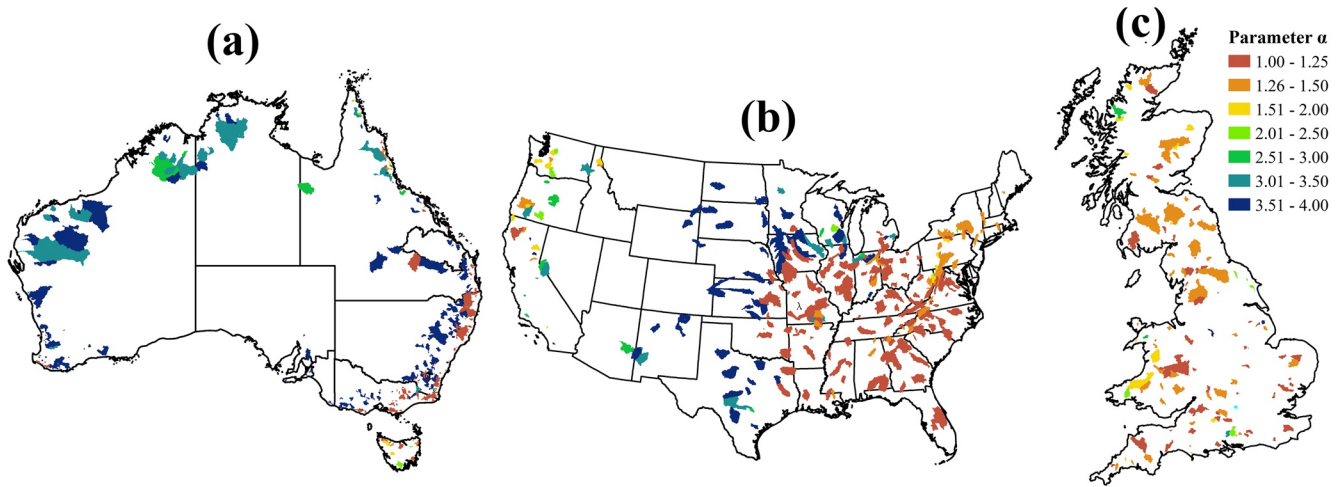 (a)
(b)
(c)
Parameter α
1.00 - 1.25
1.26 - 1.50
1.51 - 2.00
2.01 - 2.50
2.51 - 3.00
3.01 - 3.50
3.51 - 4.00